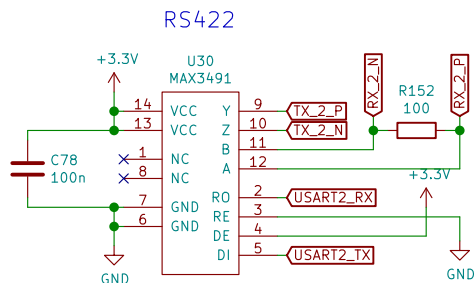 RS422
+3.3V
U30
MAX3491
RX_2_N
RX_2_P
R152
100
14 VCC
13 VCC
1 NC
8 NC
7 GND
6 GND
Y 9 TX_2_P
Z 10 TX_2_N
B 11
A 12
RO 2 USART2_RX
RE 3
DE 4
DI 5 USART2_TX
C78
100n
+3.3V
GND
GND